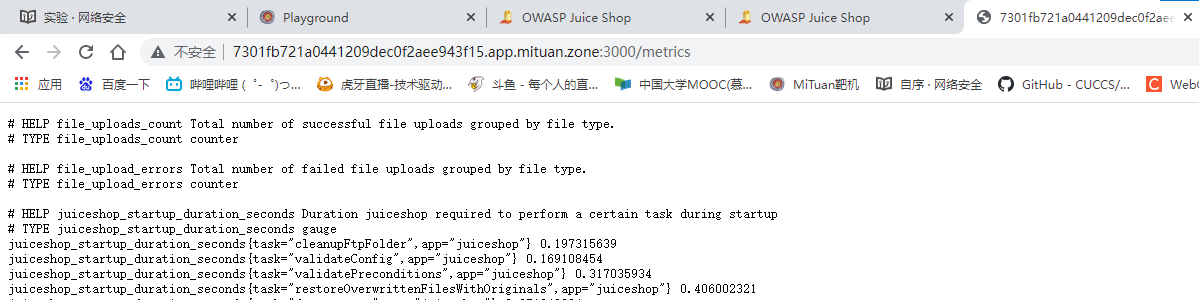 实验 · 网络安全
Playground
OWASP Juice Shop
OWASP Juice Shop
7301fb721a0441209dec0f2aee
不安全
7301fb721a0441209dec0f2aee943f15.app.mituan.zone:3000/metrics
应用
百度一下
哔哩哔哩 ( ゜- ゜)つ...
虎牙直播-技术驱动...
斗鱼 - 每个人的直...
中国大学MOOC(慕...
MiTuan靶机
自序 · 网络安全
GitHub - CUCCS/...
WebG
# HELP file_uploads_count Total number of successful file uploads grouped by file type.
# TYPE file_uploads_count counter
# HELP file_upload_errors Total number of failed file uploads grouped by file type.
# TYPE file_upload_errors counter
# HELP juiceshop_startup_duration_seconds Duration juiceshop required to perform a certain task during startup
# TYPE juiceshop_startup_duration_seconds gauge
juiceshop_startup_duration_seconds{task="cleanupFtpFolder",app="juiceshop"} 0.197315639
juiceshop_startup_duration_seconds{task="validateConfig",app="juiceshop"} 0.169108454
juiceshop_startup_duration_seconds{task="validatePreconditions",app="juiceshop"} 0.317035934
juiceshop_startup_duration_seconds{task="restoreOverwrittenFilesWithOriginals",app="juiceshop"} 0.406002321